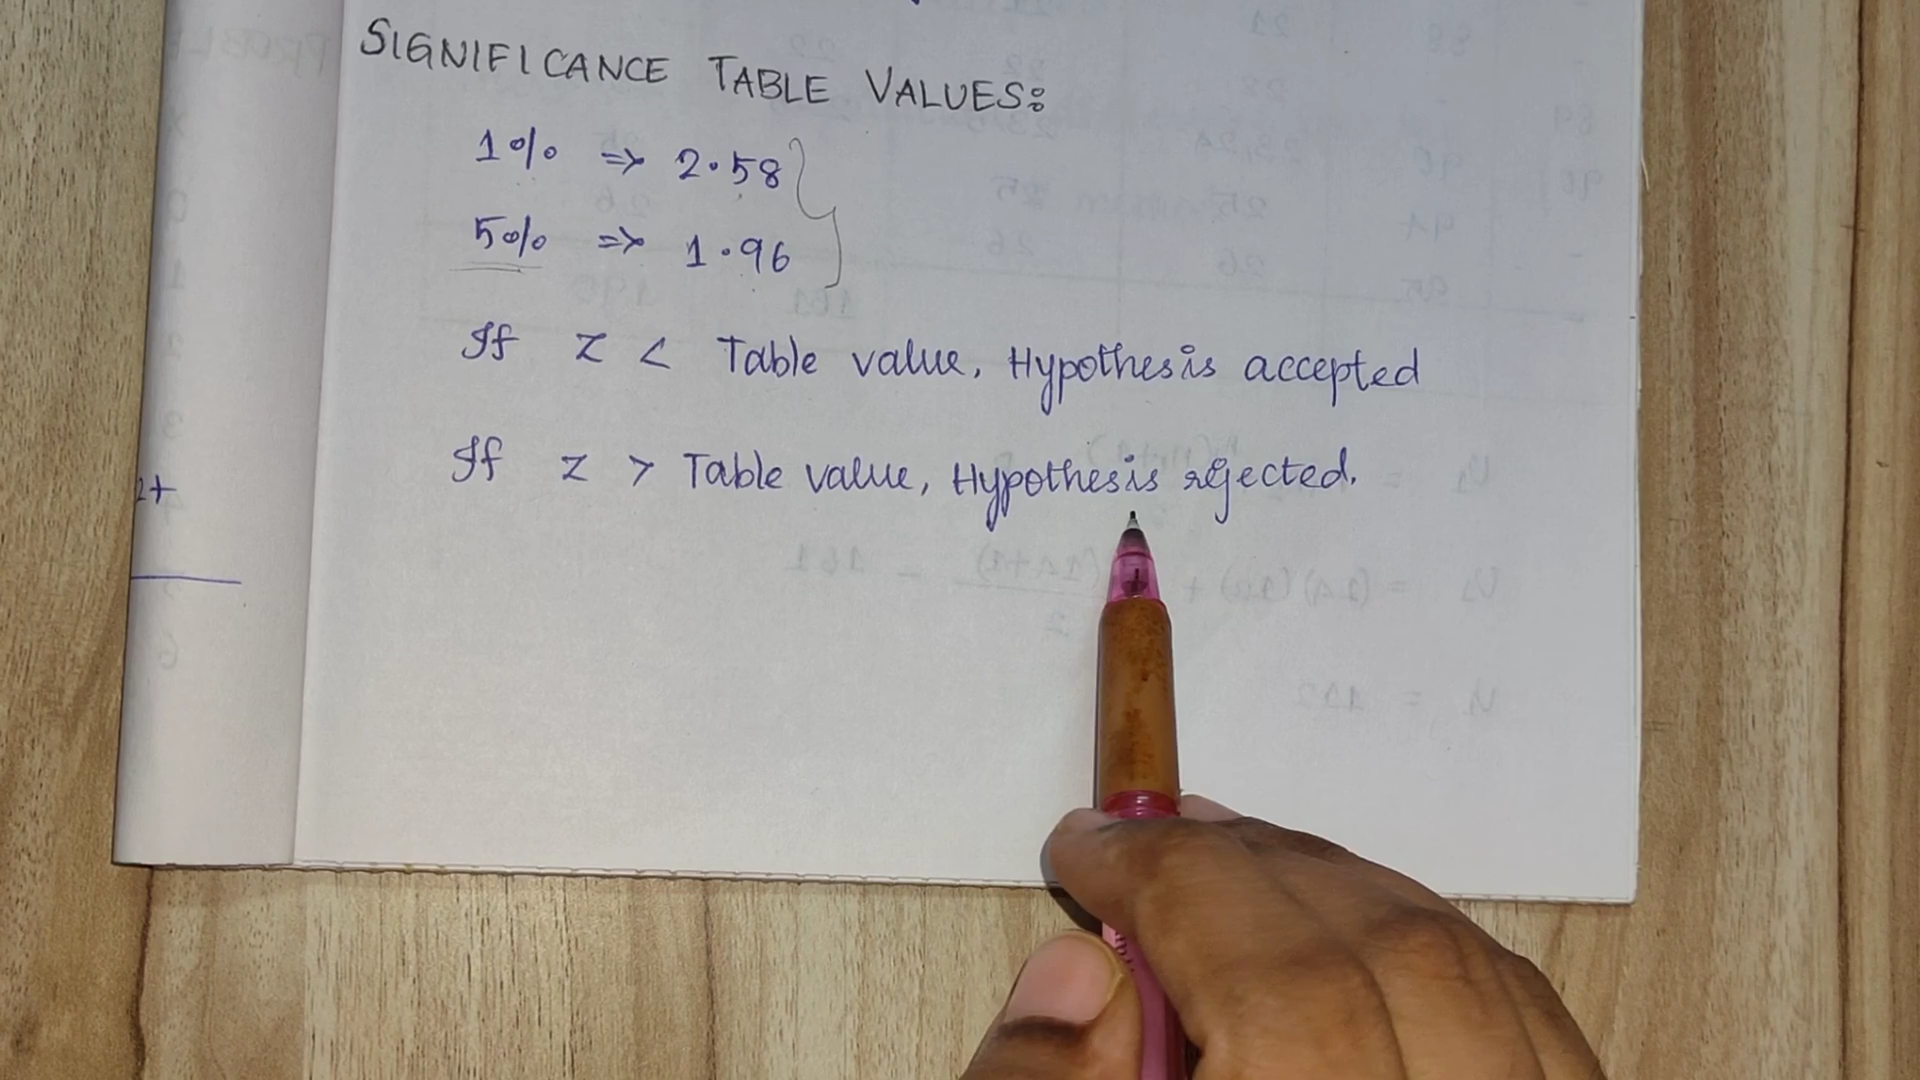 SIGNIFICANCE TABLE VALUES:
1% => 2.58
5% => 1.96
If Z < Table value, Hypothesis accepted
If Z > Table value, Hypothesis rejected.
2+